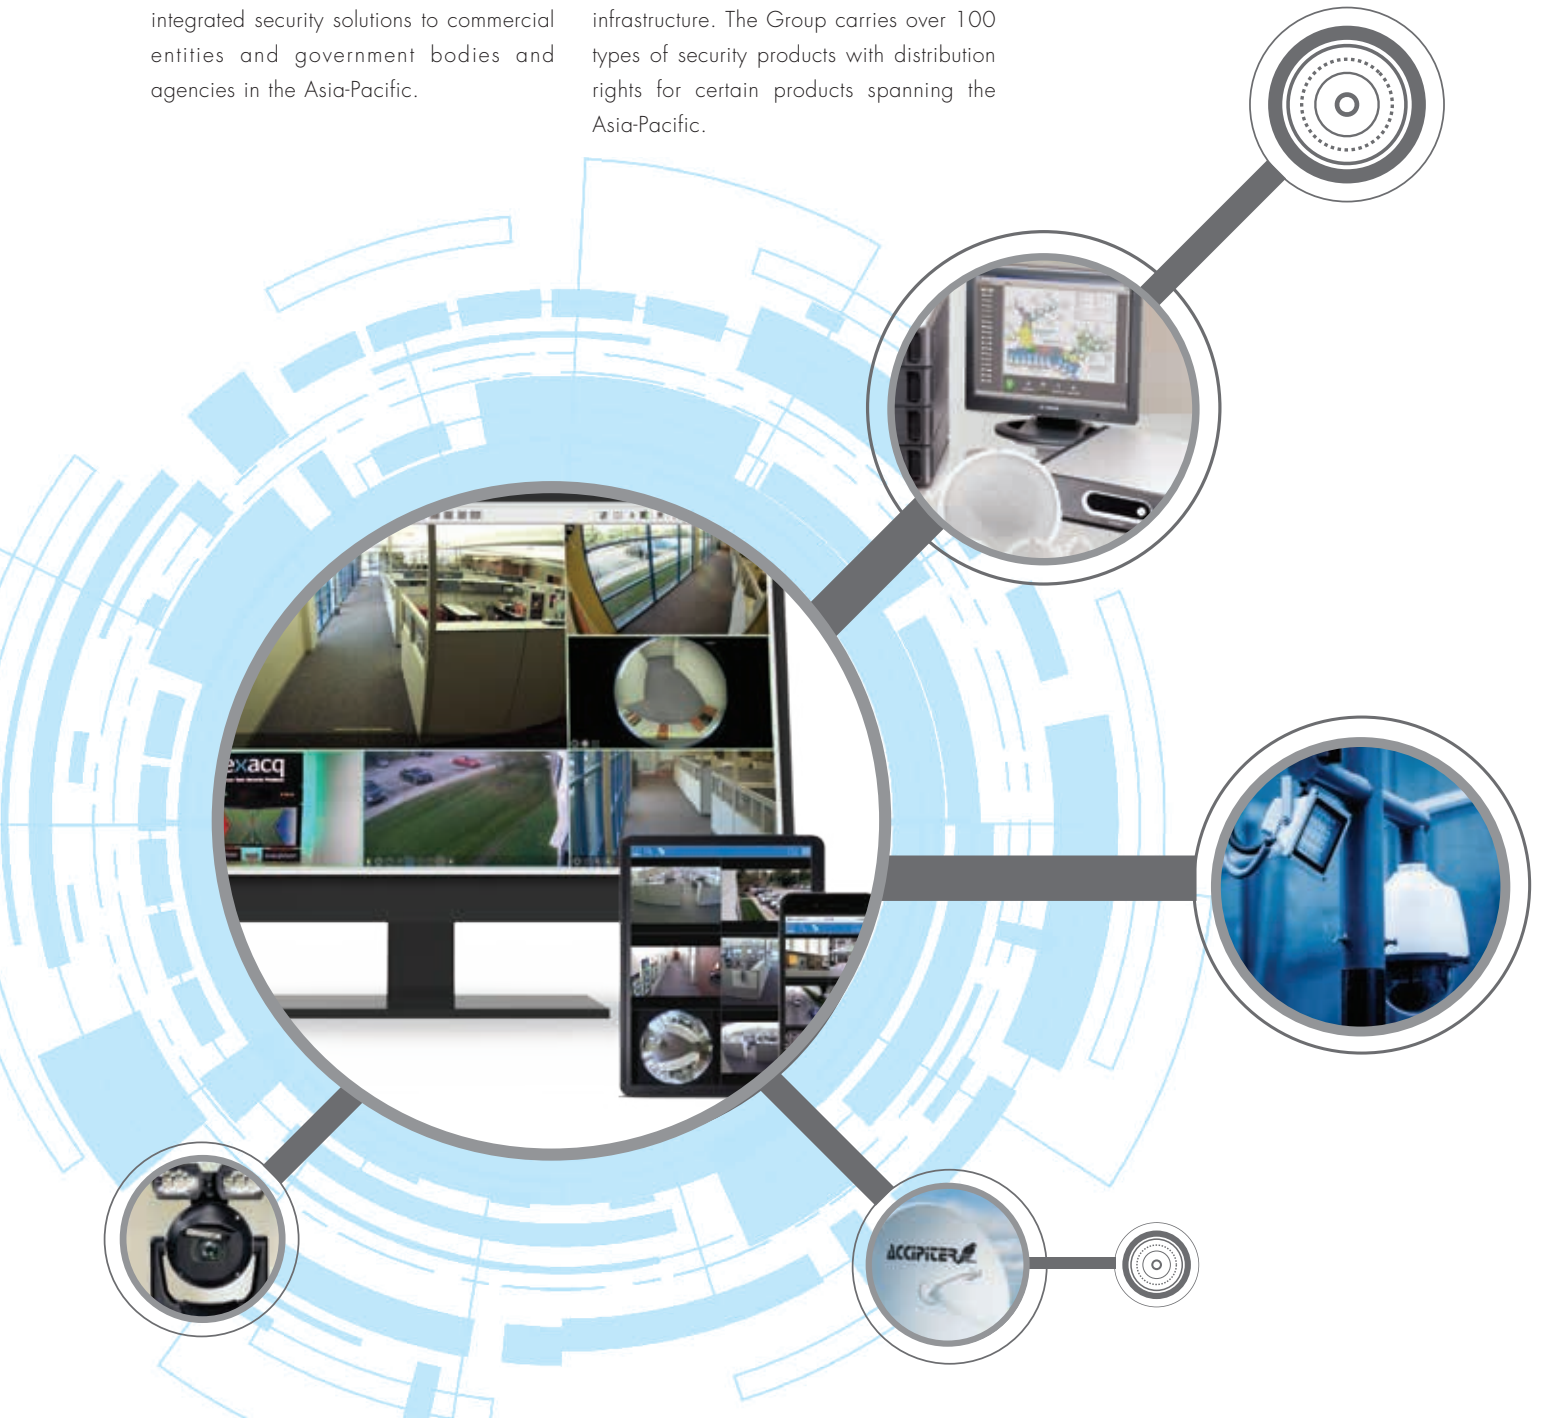 integrated security solutions to commercial
entities and government bodies and
agencies in the Asia-Pacific.
infrastructure. The Group carries over 100
types of security products with distribution
rights for certain products spanning the
Asia-Pacific.
exacq
ACCIPITER